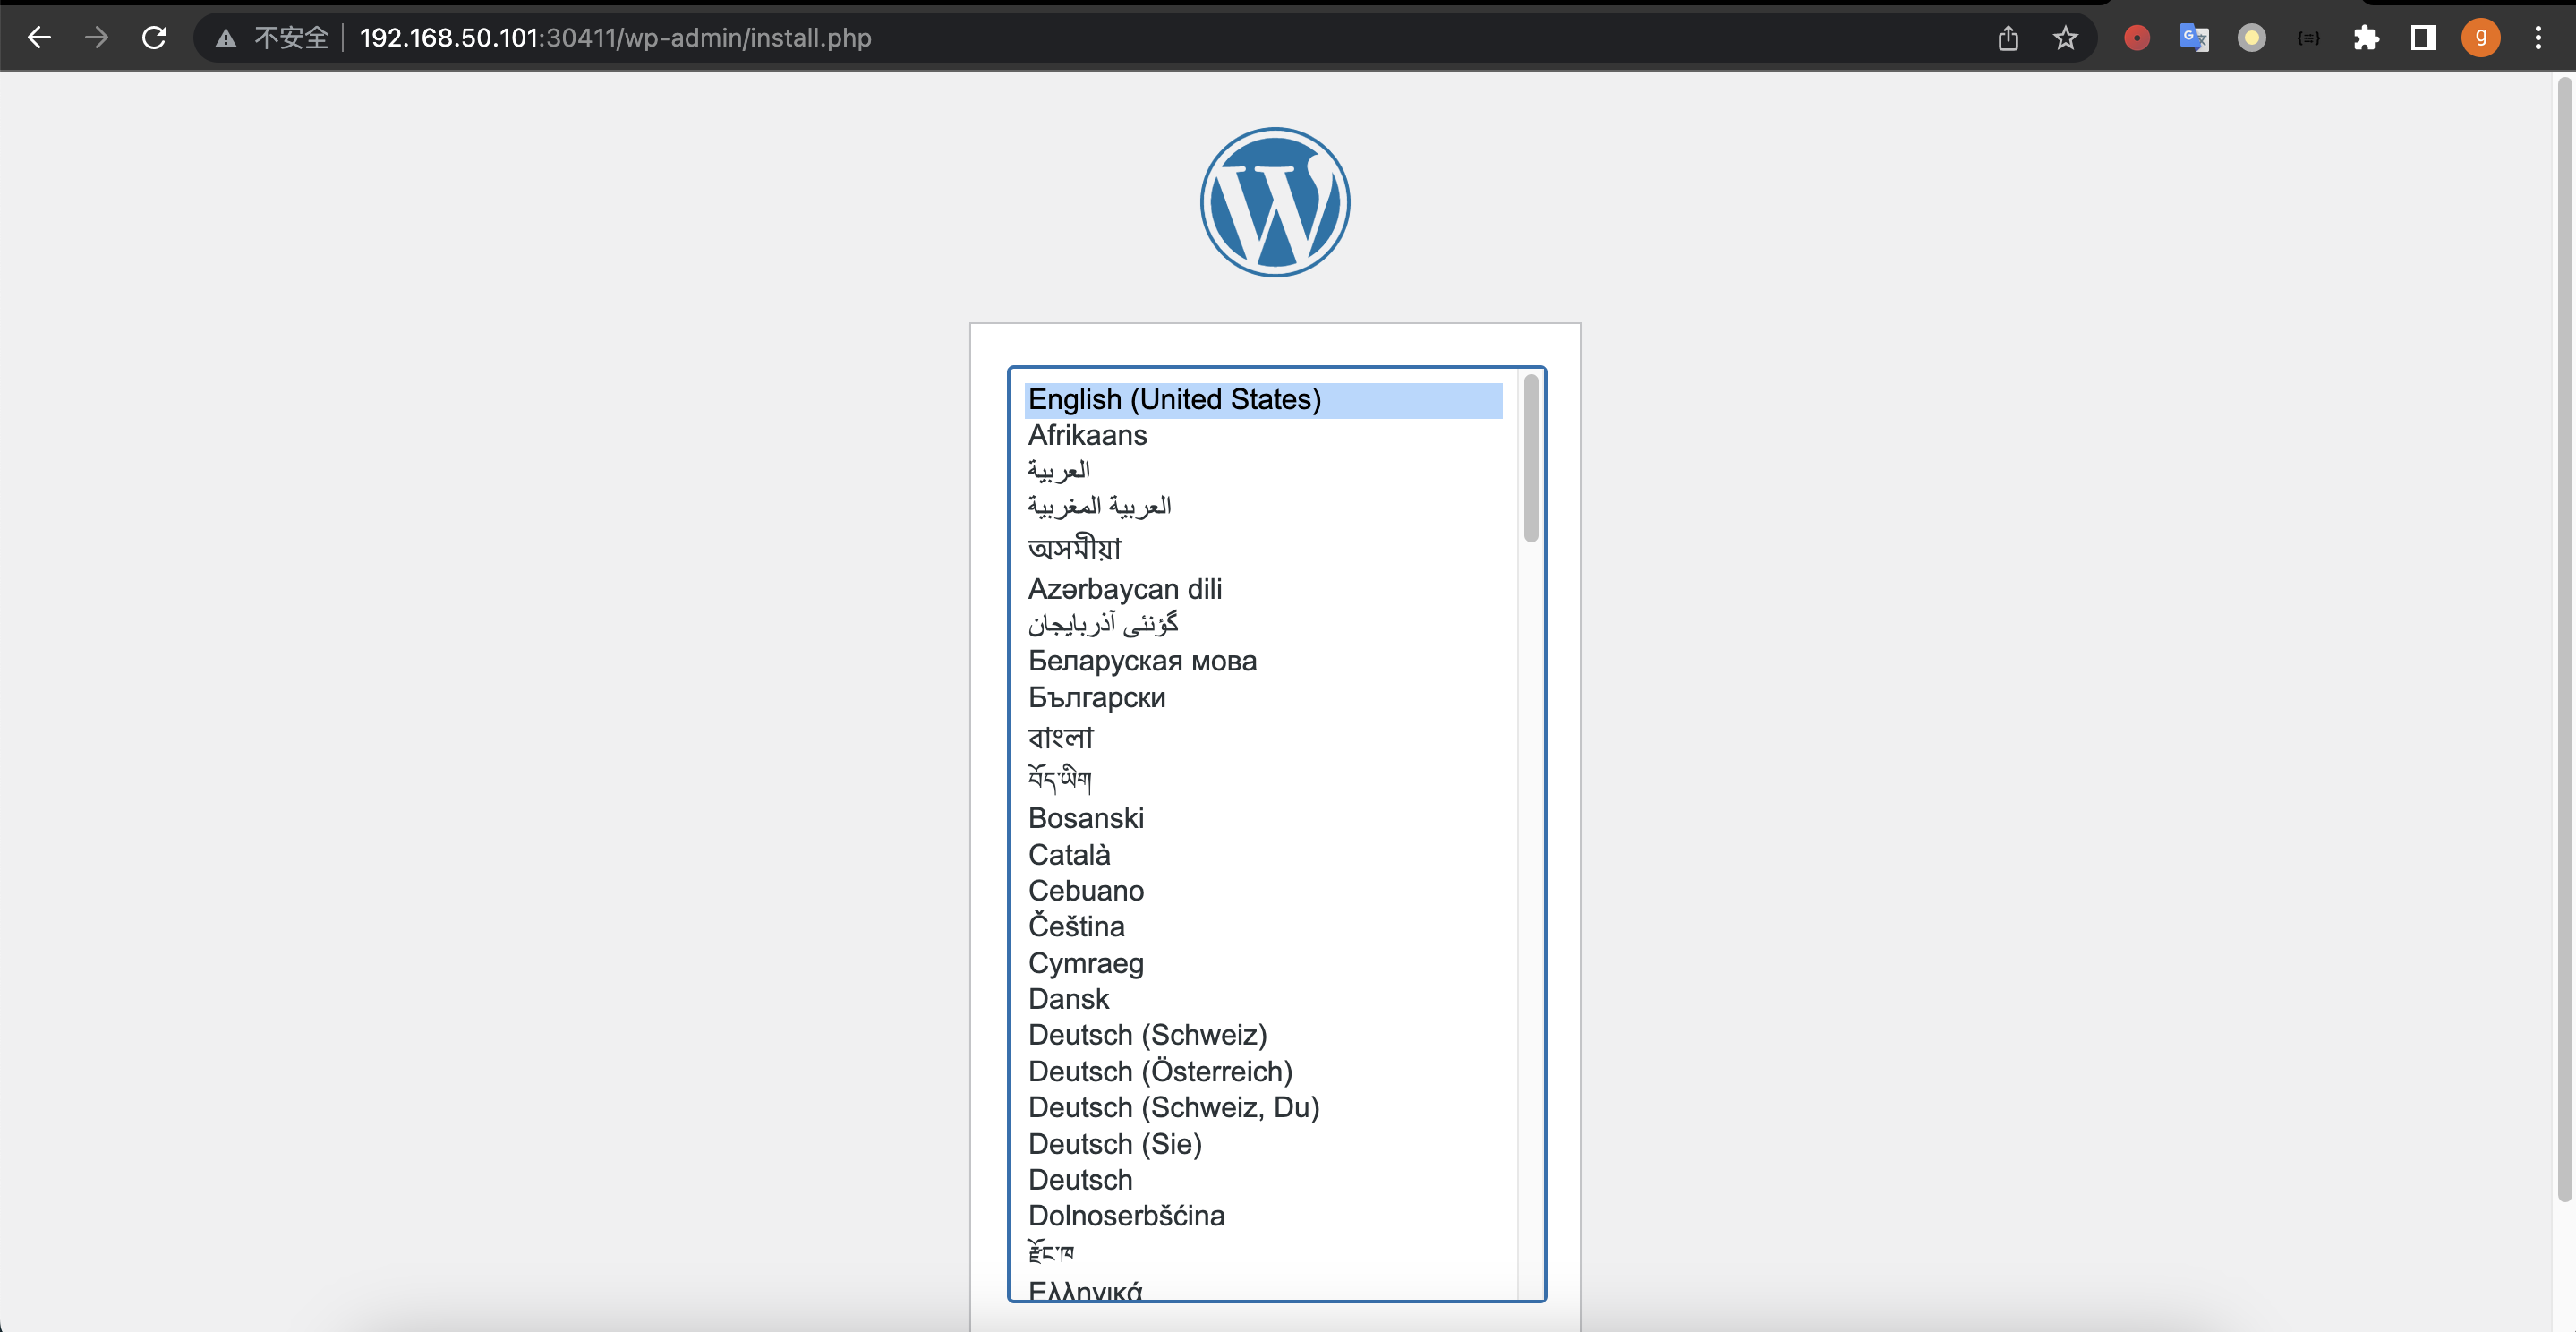 不安全 192.168.50.101:30411/wp-admin/install.php
g
English (United States)
Afrikaans
العربية
العربية المغربية
অসমীয়া
Azərbaycan dili
گؤنئی آذربایجان
Беларуская мова
Български
বাংলা
བོད་ཡིག
Bosanski
Català
Cebuano
Čeština
Cymraeg
Dansk
Deutsch (Schweiz)
Deutsch (Österreich)
Deutsch (Schweiz, Du)
Deutsch (Sie)
Deutsch
Dolnoserbšćina
རྫོང་ཁ
Ελληνικά